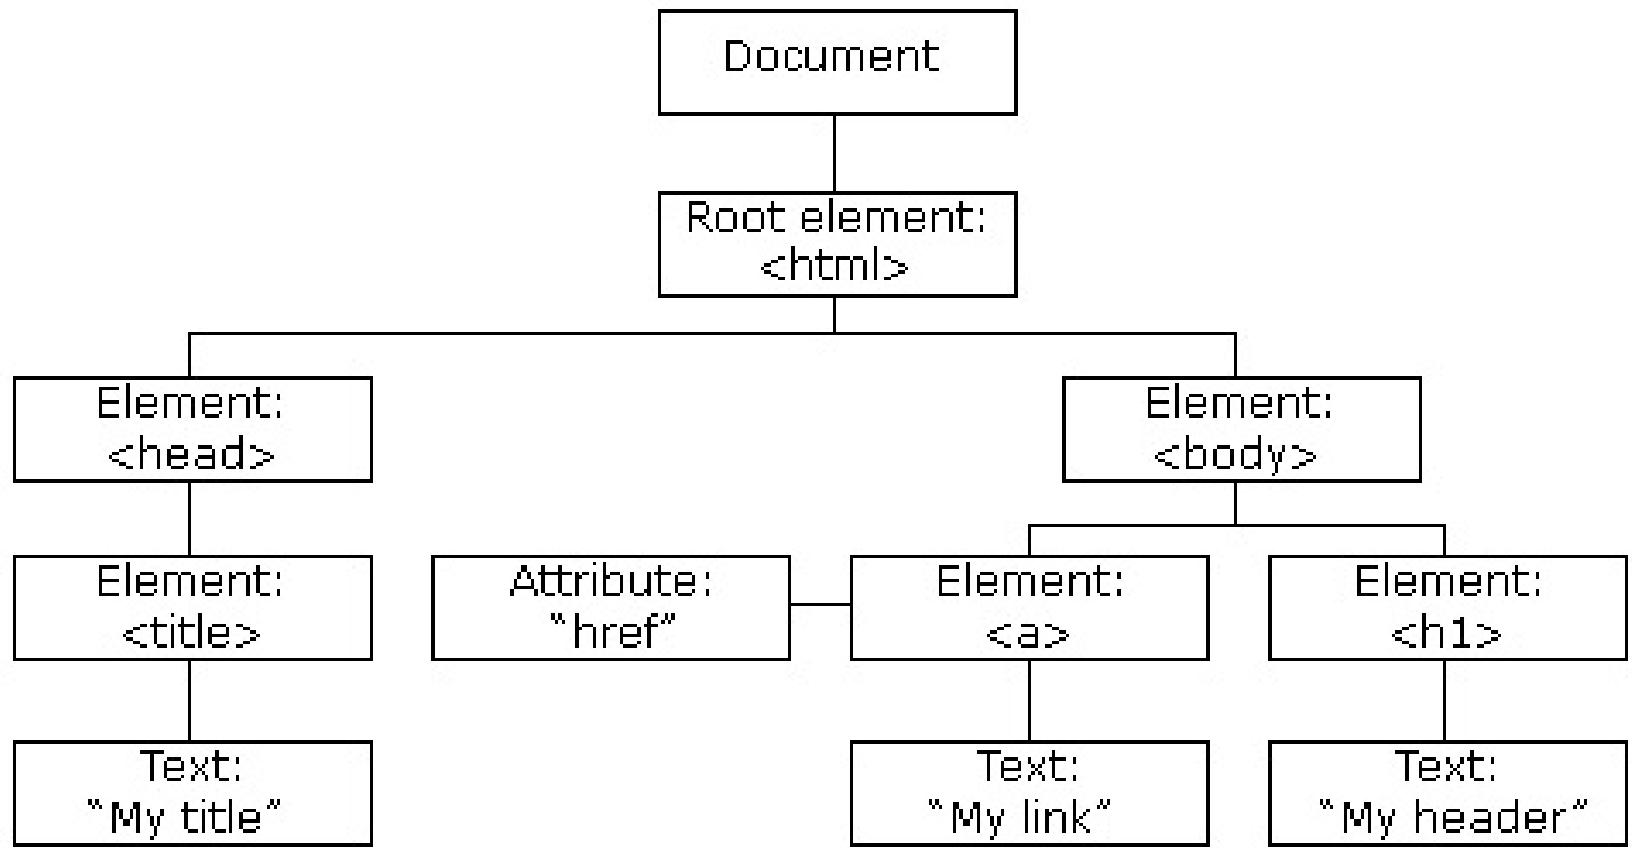 Document
Root element:
<html>
Element:
<head>
Element:
<body>
Element:
<title>
Attribute:
“href”
Element:
<a>
Element:
<h1>
Text:
“My title”
Text:
“My link”
Text:
“My header”